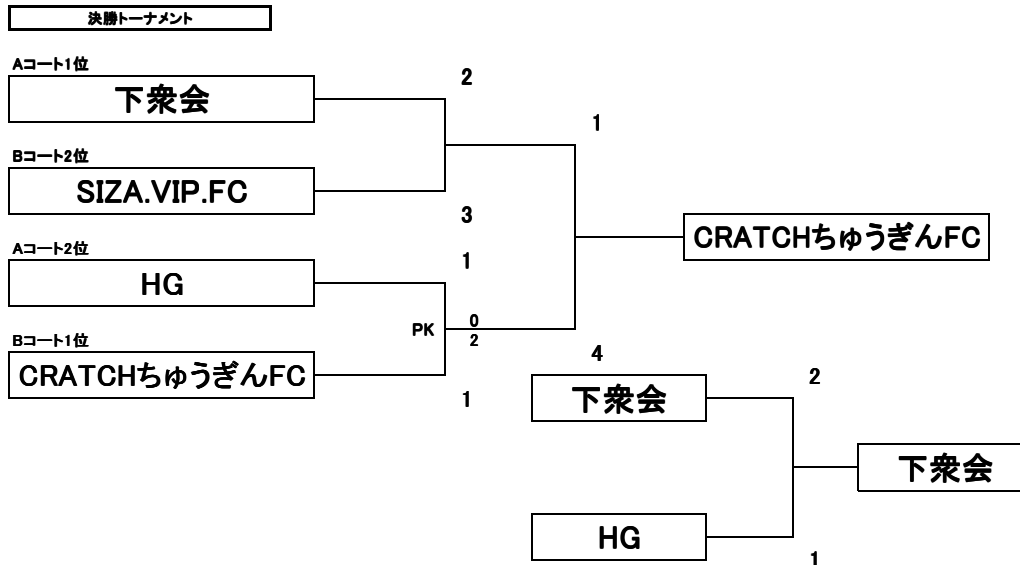 決勝トーナメント
Aコート1位
下衆会
2
1
Bコート2位
SIZA.VIP.FC
3
CRATCHちゅうぎんFC
Aコート2位
HG
1
PK
0
2
Bコート1位
CRATCHちゅうぎんFC
1
4
下衆会
2
下衆会
HG
1